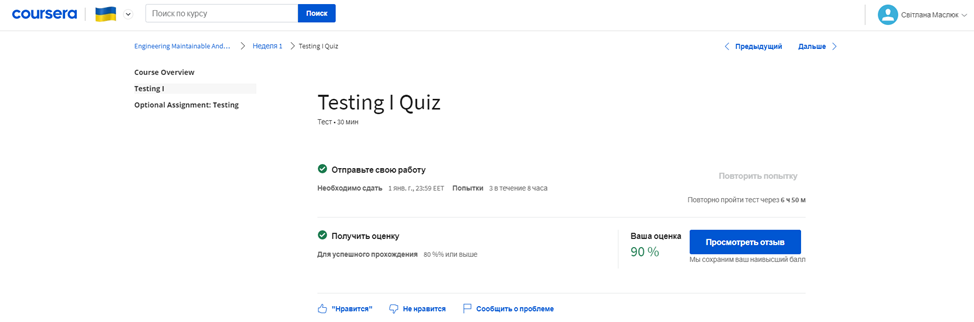 coursera
Поиск по курсу
Поиск
Світлана Маслюк
Engineering Maintainable And...
Неделя 1
Testing I Quiz
Предыдущий
Дальше
Course Overview
Testing I
Optional Assignment: Testing
Testing I Quiz
Тест • 30 мин
Отправьте свою работу
Необходимо сдать 1 янв. г., 23:59 EET Попытки 3 в течение 8 часа
Повторить попытку
Повторно пройти тест через 6 ч 50 м
Получить оценку
Для успешного прохождения 80 %% или выше
Ваша оценка
90 %
Просмотреть отзыв
Мы сохраним ваш наивысший балл
"Нравится"
Не нравится
Сообщить о проблеме